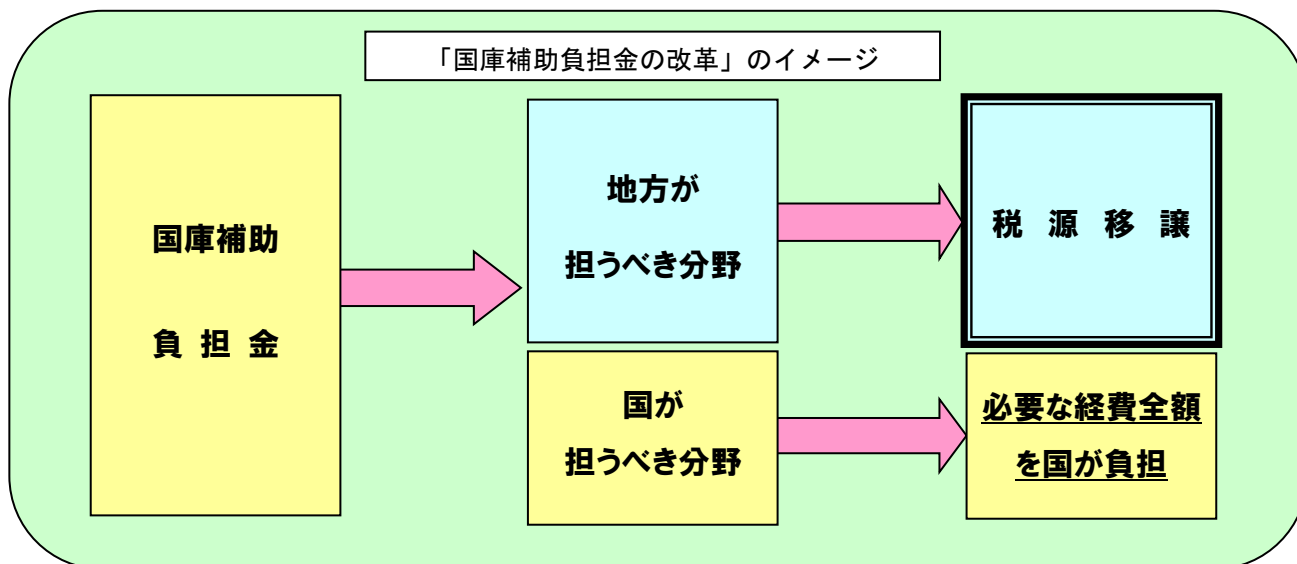 「国庫補助負担金の改革」のイメージ
国庫補助
負 担 金
地方が
担うべき分野
税 源 移 譲
国が
担うべき分野
必要な経費全額
を国が負担